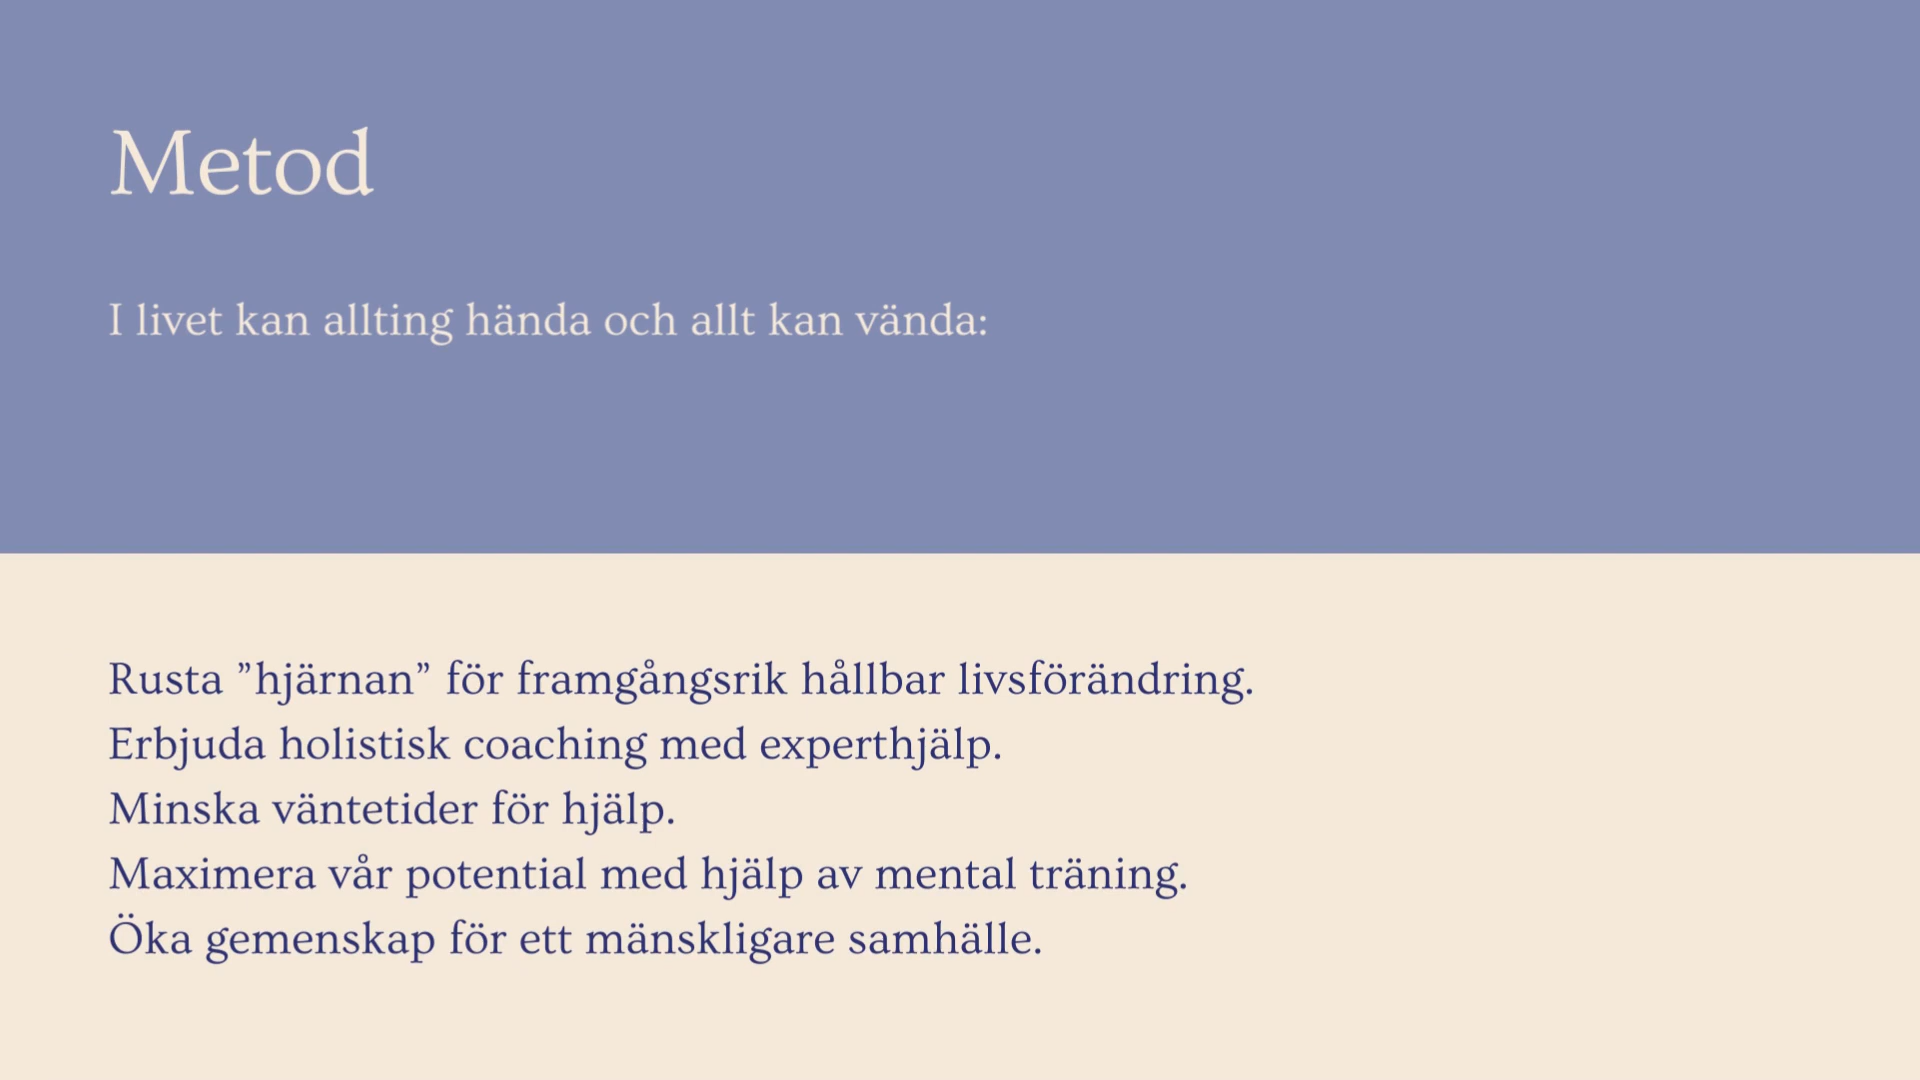 Metod
I livet kan allting hända och allt kan vända:
Rusta ”hjärnan” för framgångsrik hållbar livsförändring.
Erbjuda holistisk coaching med experthjälp.
Minska väntetider för hjälp.
Maximera vår potential med hjälp av mental träning.
Öka gemenskap för ett mänskligare samhälle.